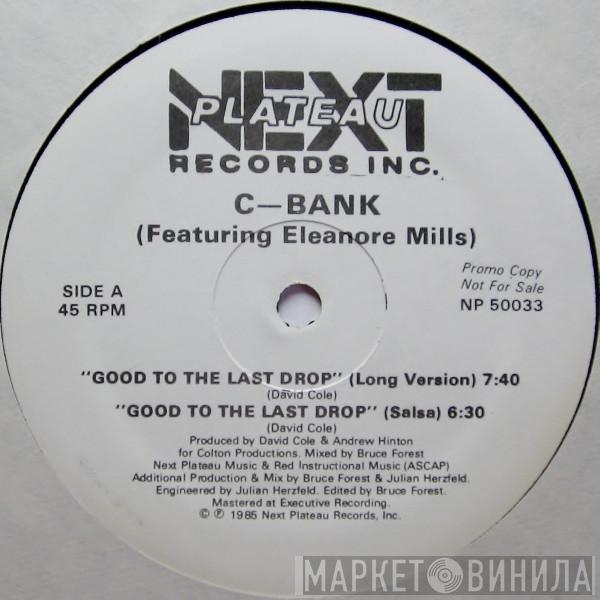 NEXT
PLATEAU
RECORDS INC.
C—BANK
(Featuring Eleanore Mills)
SIDE A
45 RPM
Promo Copy
Not For Sale
NP 50033
"GOOD TO THE LAST DROP" (Long Version) 7:40
(David Cole)
"GOOD TO THE LAST DROP" (Salsa) 6:30
(David Cole)
Produced by David Cole & Andrew Hinton
for Colton Productions. Mixed by Bruce Forest
Next Plateau Music & Red Instructional Music (ASCAP)
Additional Production & Mix by Bruce Forest & Julian Herzfeld.
Engineered by Julian Herzfeld. Edited by Bruce Forest.
Mastered at Executive Recording.
© ℗ 1985 Next Plateau Records, Inc.
МАРКЕТ ВИНИЛА